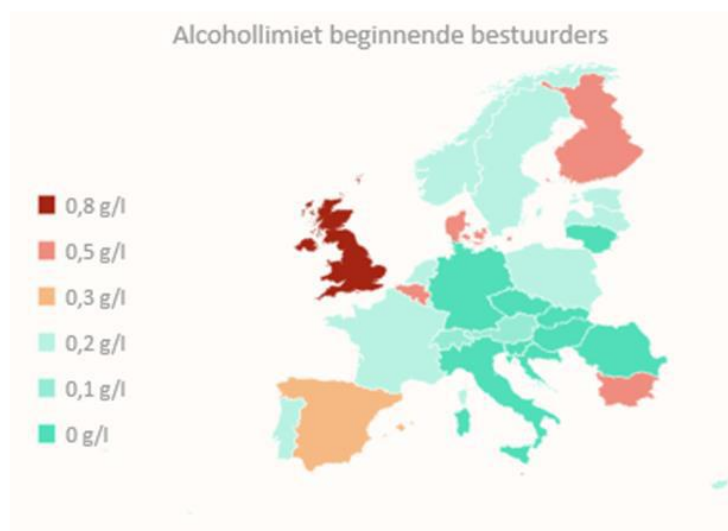 Alcohollimiet beginnende bestuurders
0,8 g/l
0,5 g/l
0,3 g/l
0,2 g/l
0,1 g/l
0 g/l